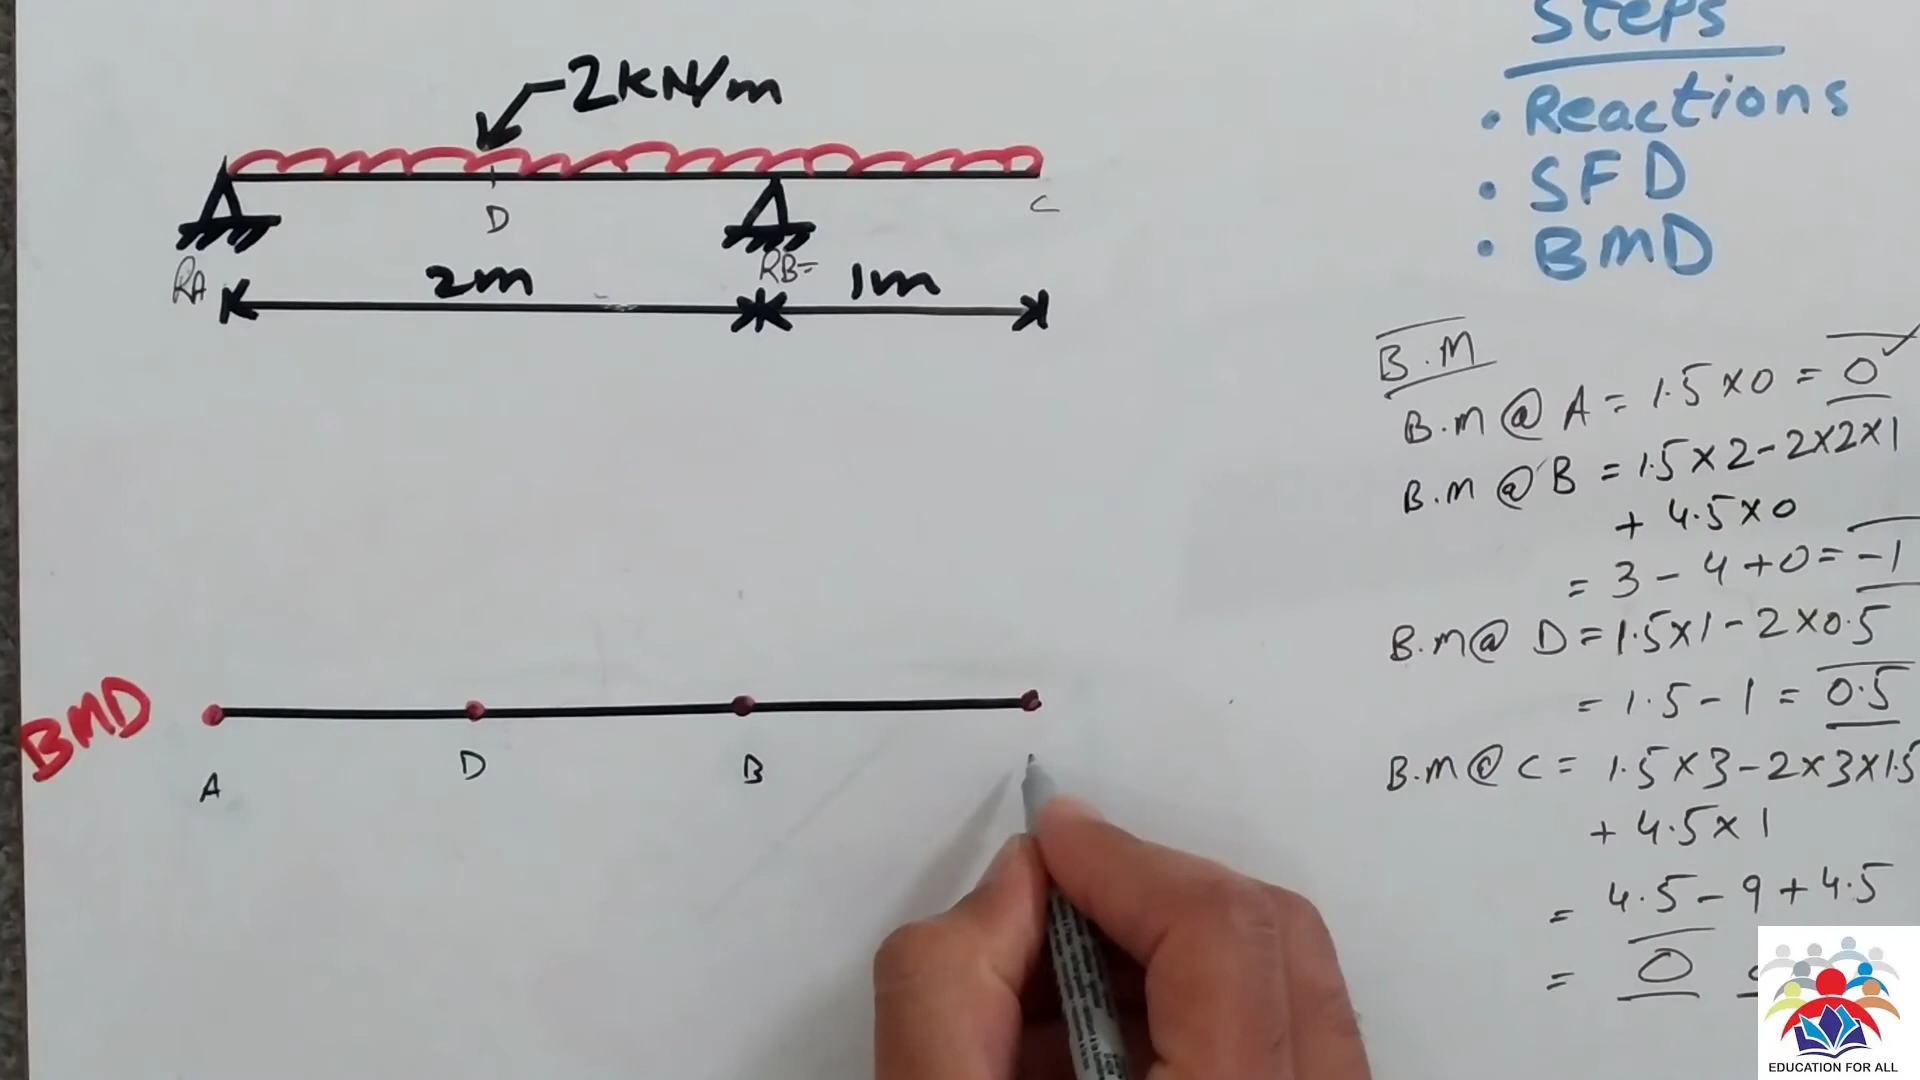 2kN/m
D
C
RA
RB=
2m
1m
Steps
• Reactions
• SFD
• BMD
B.M
B.M @ A = 1.5 × 0 = 0 ✓
B.M @ B = 1.5 × 2 - 2×2×1
+ 4.5×0
= 3 - 4 + 0 = -1
B.M @ D = 1.5×1 - 2×0.5
= 1.5 - 1 = 0.5
B.M @ C = 1.5×3 - 2×3×1.5
+ 4.5×1
= 4.5 - 9 + 4.5
= 0
BMD
A
D
B
EDUCATION FOR ALL